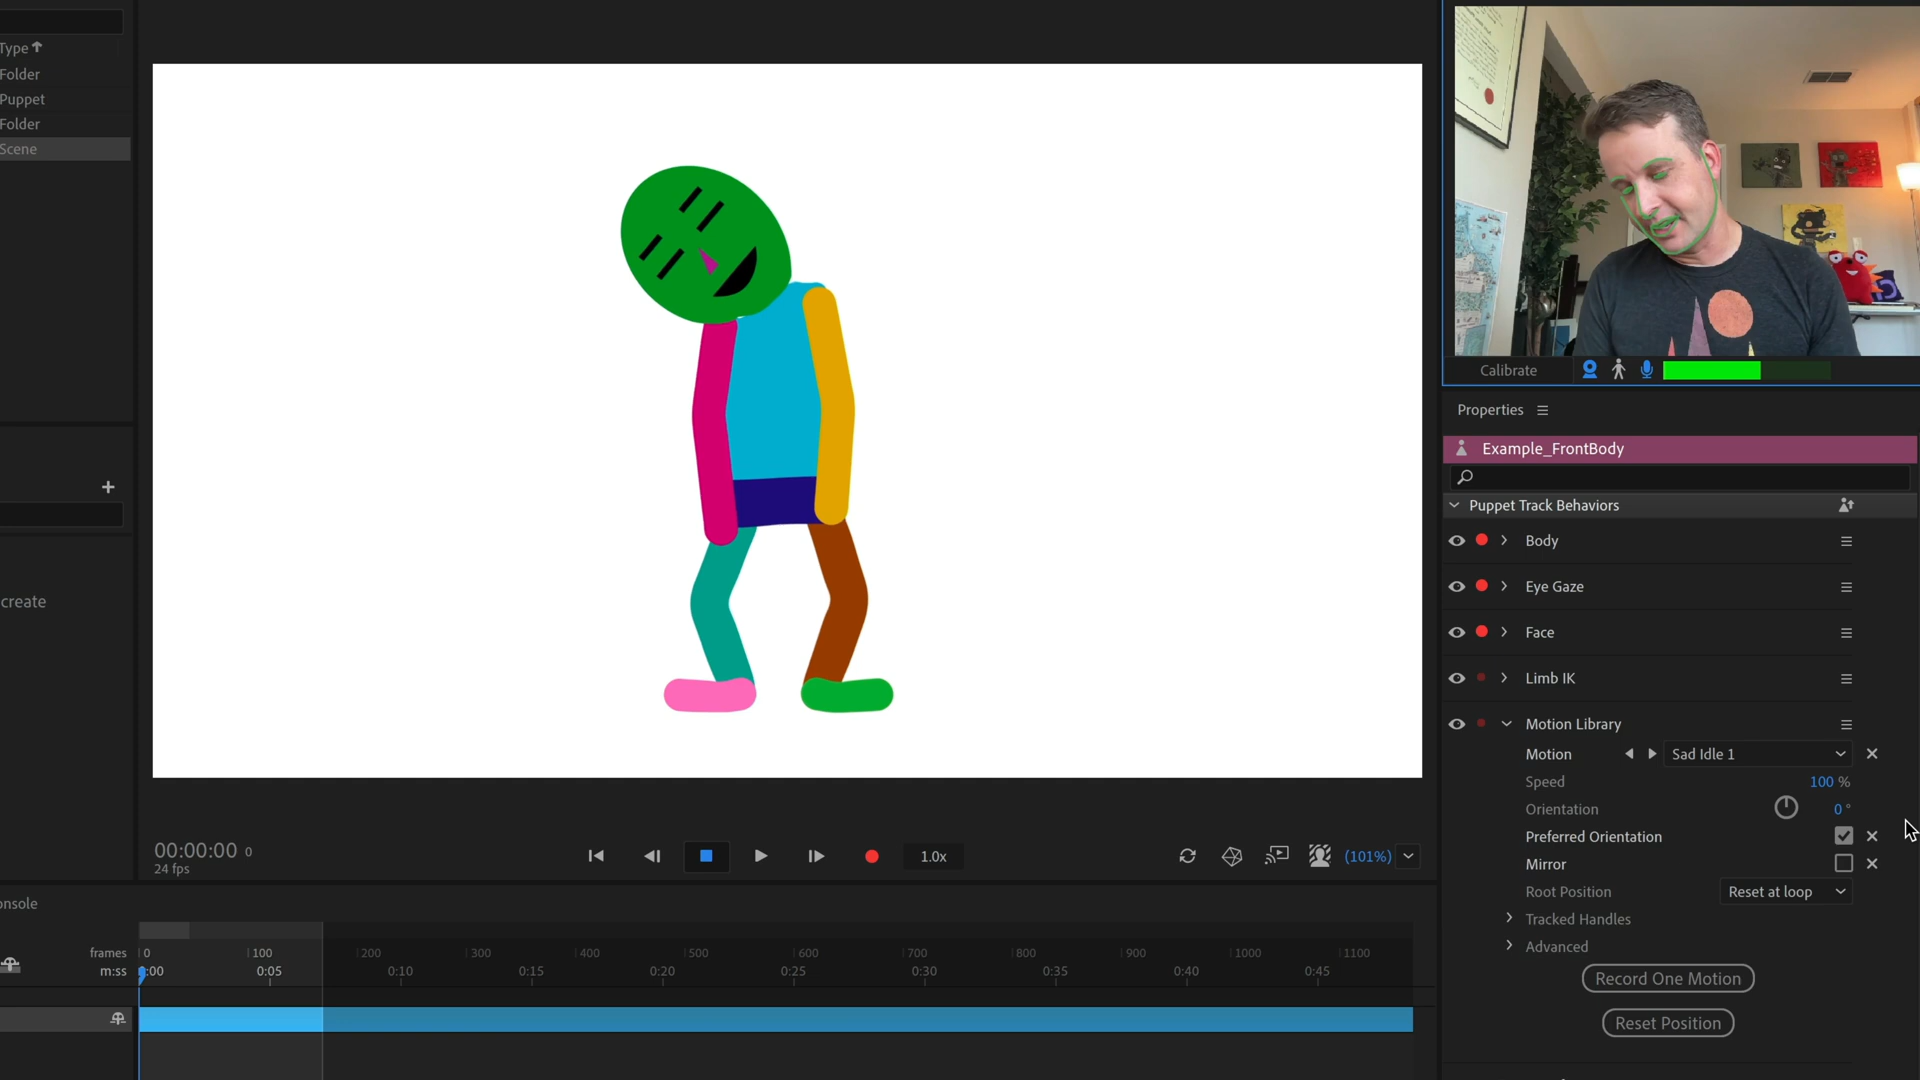 Type
Folder
Puppet
Folder
Scene
create
Calibrate
Properties
Example_FrontBody
Puppet Track Behaviors
Body
Eye Gaze
Face
Limb IK
Motion Library
Motion Sad Idle 1
Speed 100 %
Orientation 0 °
Preferred Orientation
Mirror
Root Position Reset at loop
Tracked Handles
Advanced
Record One Motion
Reset Position
00:00:00 0
24 fps
1.0x
(101%)
onsole
frames 0 100 200 300 400 500 600 700 800 900 1000 1100
m:ss 0:00 0:05 0:10 0:15 0:20 0:25 0:30 0:35 0:40 0:45